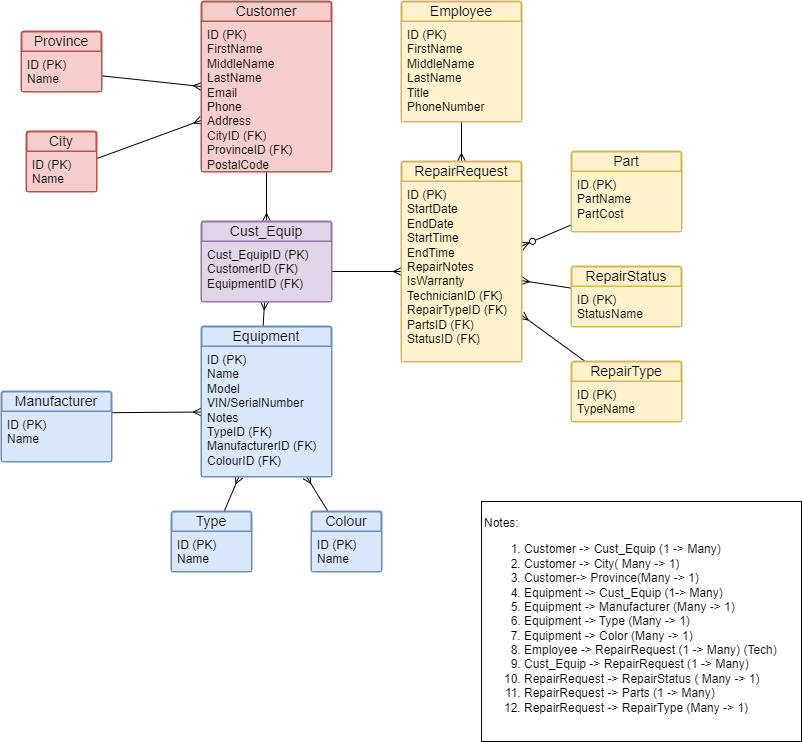 Customer
ID (PK)
FirstName
MiddleName
LastName
Email
Phone
Address
CityID (FK)
ProvinceID (FK)
PostalCode
Employee
ID (PK)
FirstName
MiddleName
LastName
Title
PhoneNumber
Province
ID (PK)
Name
City
ID (PK)
Name
RepairRequest
ID (PK)
StartDate
EndDate
StartTime
EndTime
RepairNotes
IsWarranty
TechnicianID (FK)
RepairTypeID (FK)
PartsID (FK)
StatusID (FK)
Part
ID (PK)
PartName
PartCost
Cust_Equip
Cust_EquipID (PK)
CustomerID (FK)
EquipmentID (FK)
RepairStatus
ID (PK)
StatusName
Equipment
ID (PK)
Name
Model
VIN/SerialNumber
Notes
TypeID (FK)
ManufacturerID (FK)
ColourID (FK)
RepairType
ID (PK)
TypeName
Manufacturer
ID (PK)
Name
Type
ID (PK)
Name
Colour
ID (PK)
Name
Notes:
1. Customer -> Cust_Equip (1 -> Many)
2. Customer -> City( Many -> 1)
3. Customer-> Province(Many -> 1)
4. Equipment -> Cust_Equip (1-> Many)
5. Equipment -> Manufacturer (Many -> 1)
6. Equipment -> Type (Many -> 1)
7. Equipment -> Color (Many -> 1)
8. Employee -> RepairRequest (1 -> Many) (Tech)
9. Cust_Equip -> RepairRequest (1 -> Many)
10. RepairRequest -> RepairStatus ( Many -> 1)
11. RepairRequest -> Parts (1 -> Many)
12. RepairRequest -> RepairType (Many -> 1)